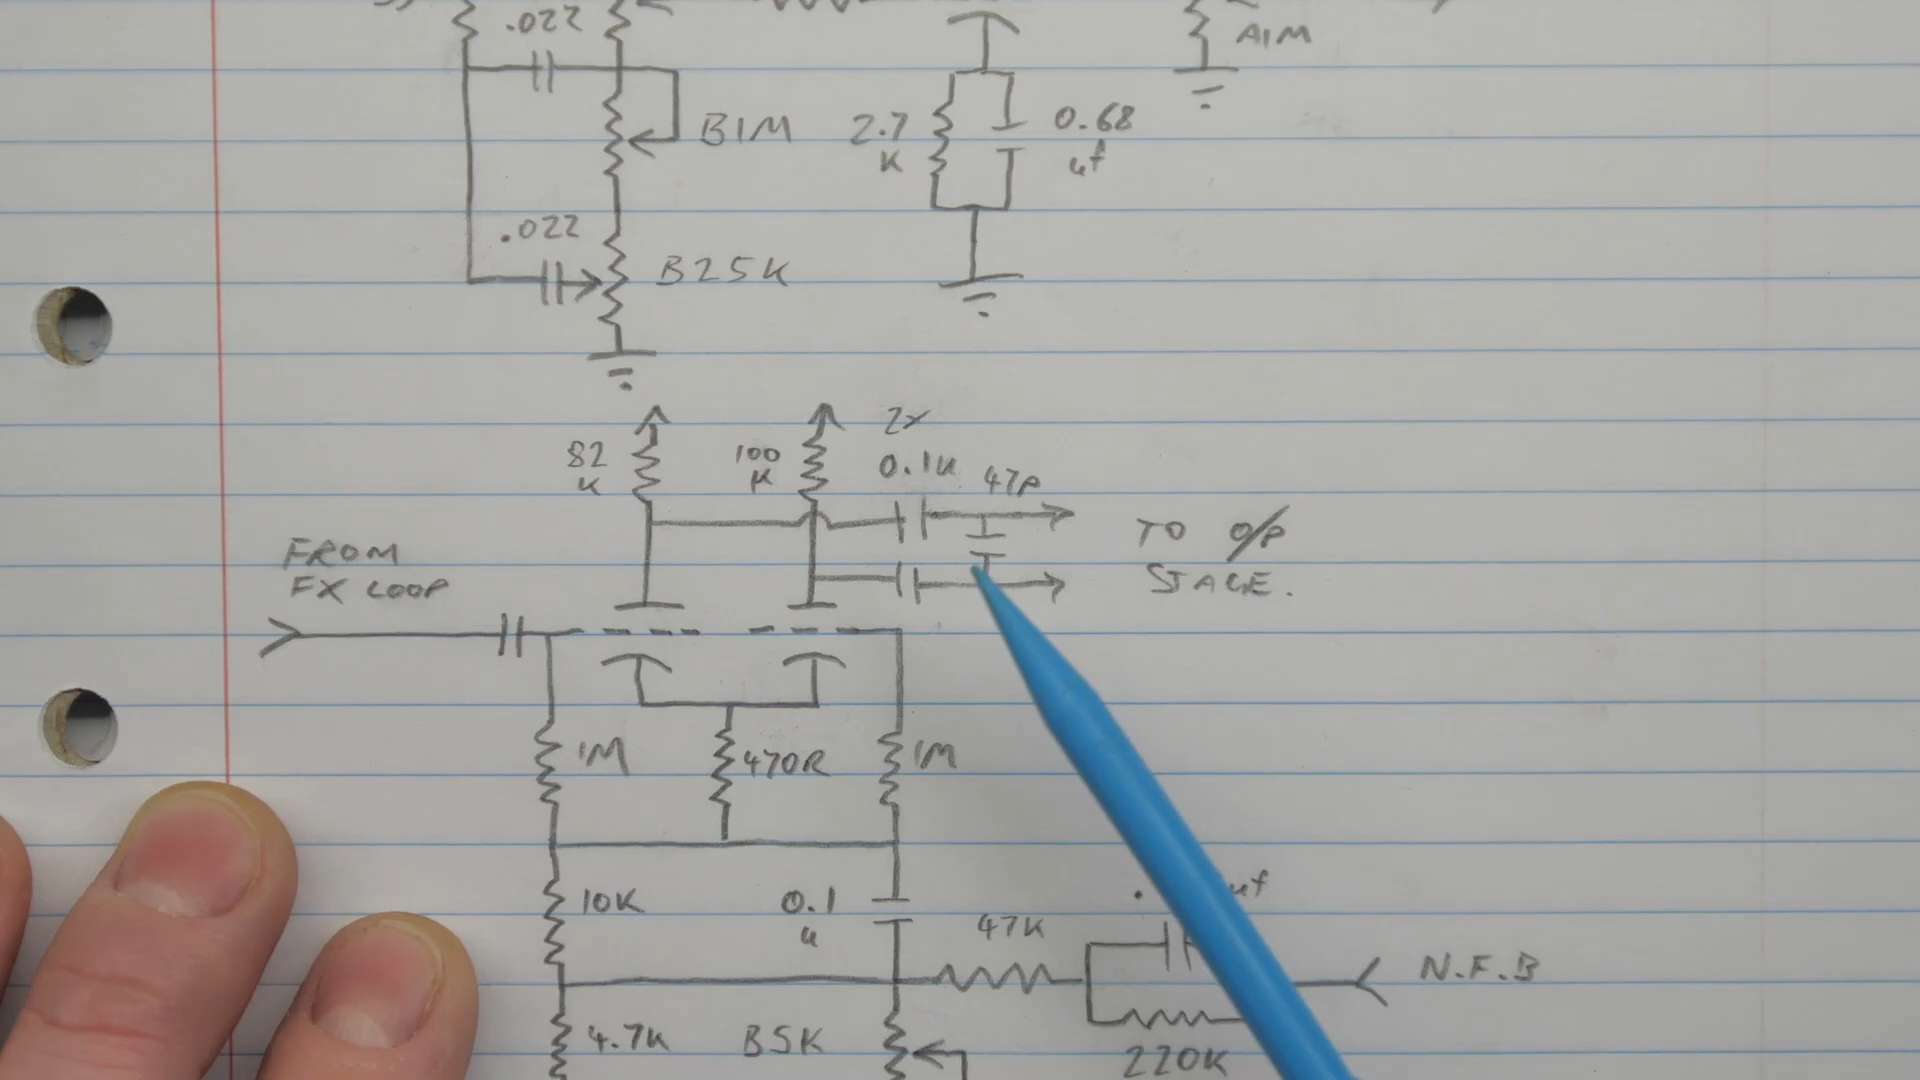 .022
A1M
B1M
2.7
K
0.68
uf
.022
B25K
82
K
100
K
2x
0.1u
47p
TO O/P
STAGE.
FROM
FX LOOP
1M
470R
1M
10K
0.1
u
47K
uf
N.F.B
4.7K
B5K
220K